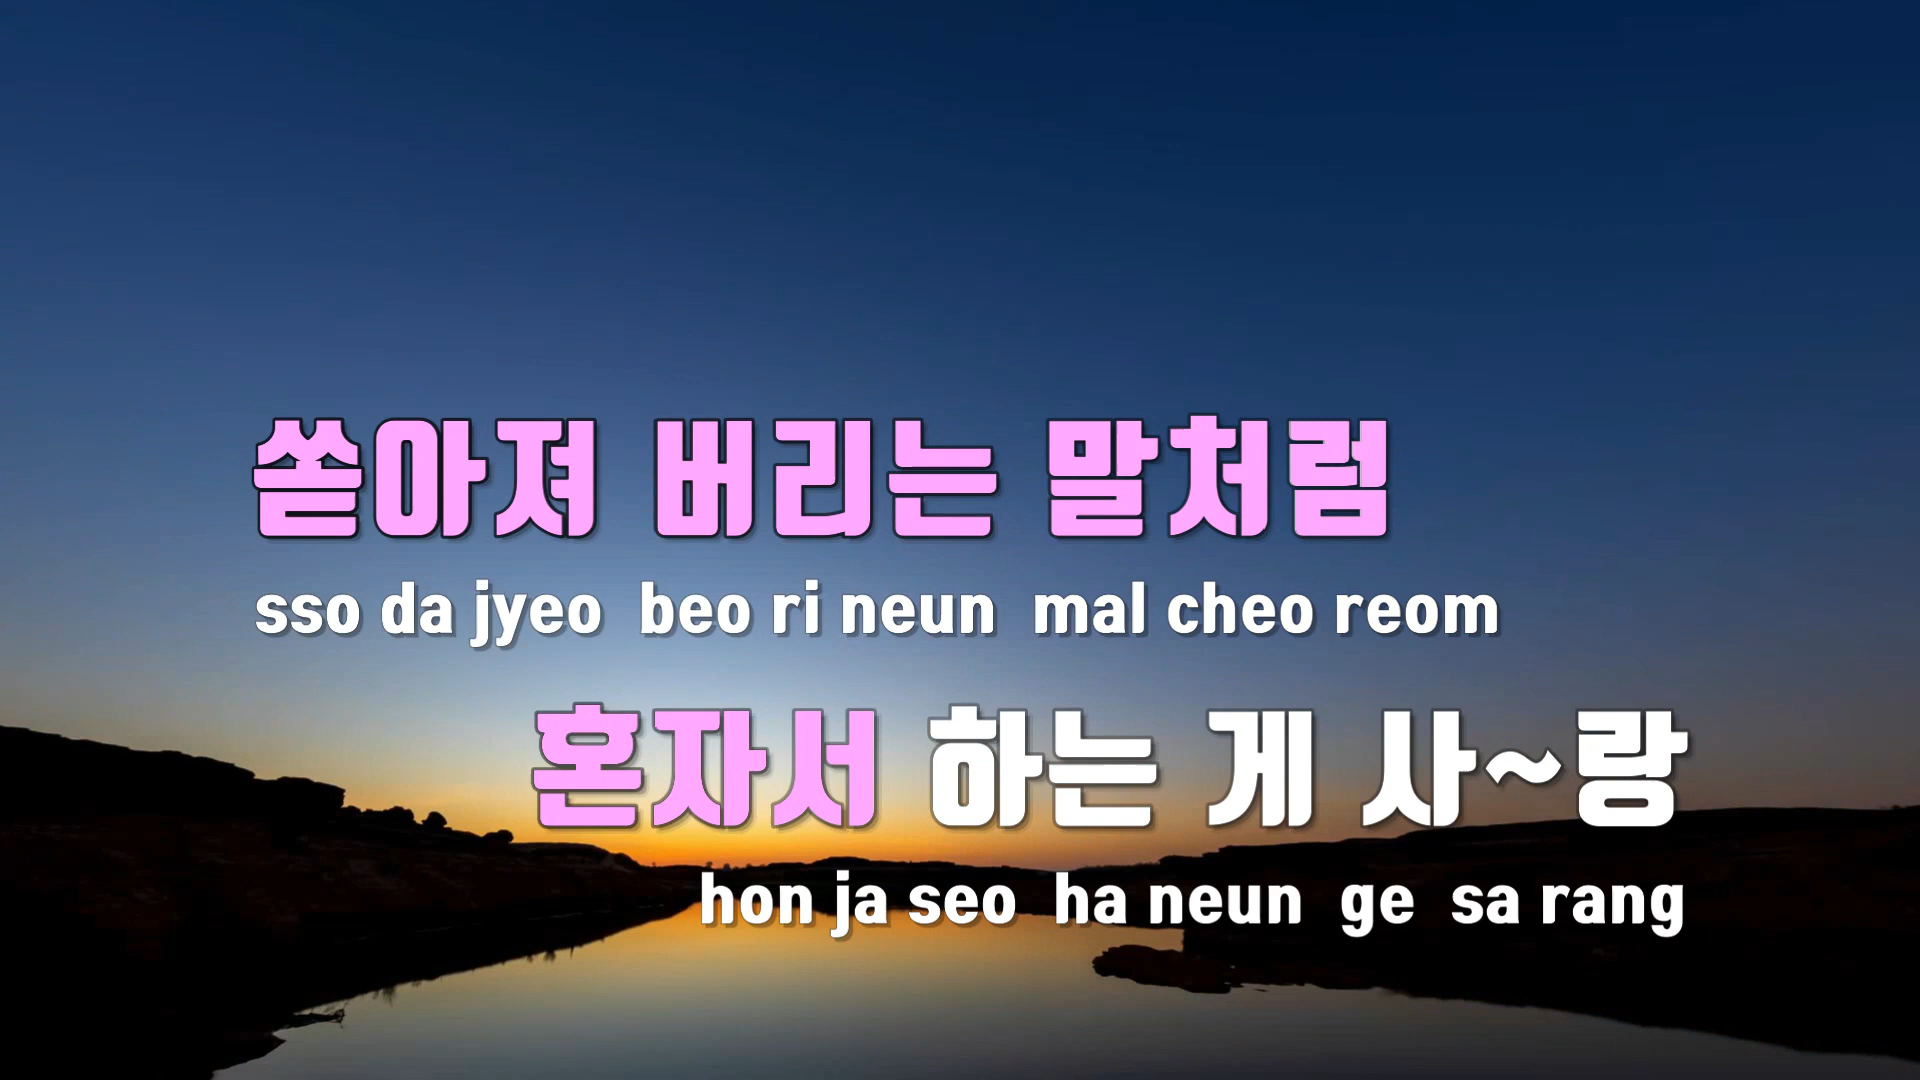 쏟아져 버리는 말처럼
sso da jyeo beo ri neun mal cheo reom
혼자서 하는 게 사~랑
hon ja seo ha neun ge sa rang